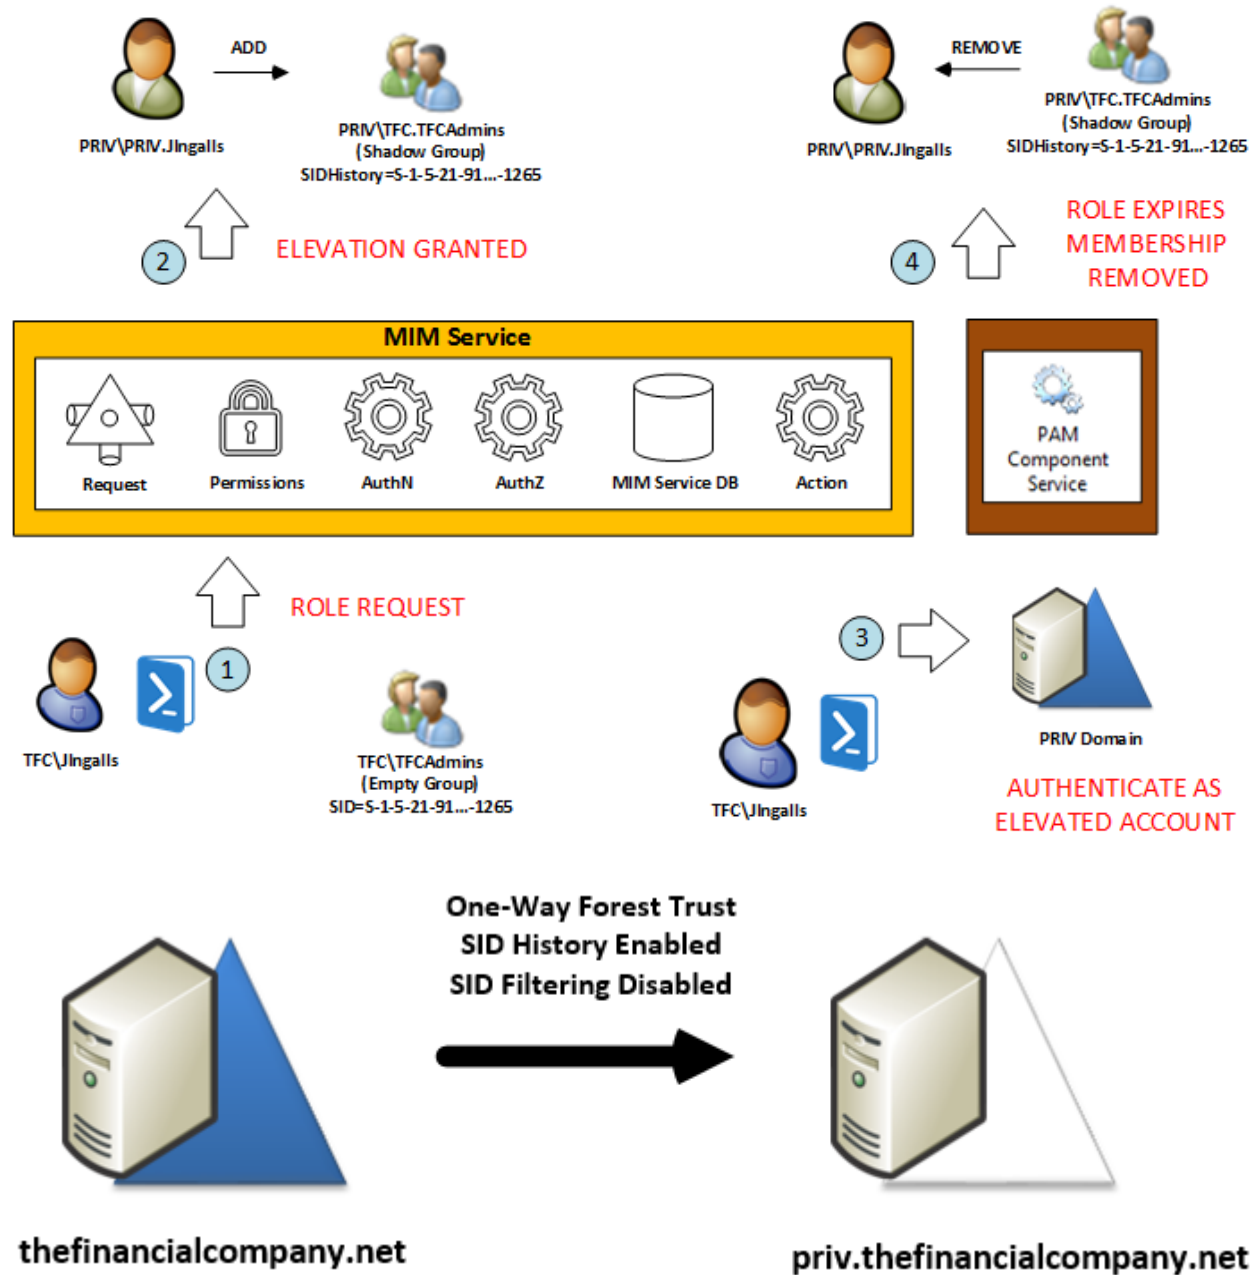 ADD
PRIV\PRIV.JIngalls
PRIV\TFC.TFCAdmins
(Shadow Group)
SIDHistory=S-1-5-21-91...-1265
REMOVE
PRIV\PRIV.JIngalls
PRIV\TFC.TFCAdmins
(Shadow Group)
SIDHistory=S-1-5-21-91...-1265
2
ELEVATION GRANTED
4
ROLE EXPIRES
MEMBERSHIP
REMOVED
MIM Service
Request
Permissions
AuthN
AuthZ
MIM Service DB
Action
PAM
Component
Service
ROLE REQUEST
1
TFC\JIngalls
TFC\TFCAdmins
(Empty Group)
SID=S-1-5-21-91...-1265
3
TFC\JIngalls
PRIV Domain
AUTHENTICATE AS
ELEVATED ACCOUNT
One-Way Forest Trust
SID History Enabled
SID Filtering Disabled
thefinancialcompany.net
priv.thefinancialcompany.net